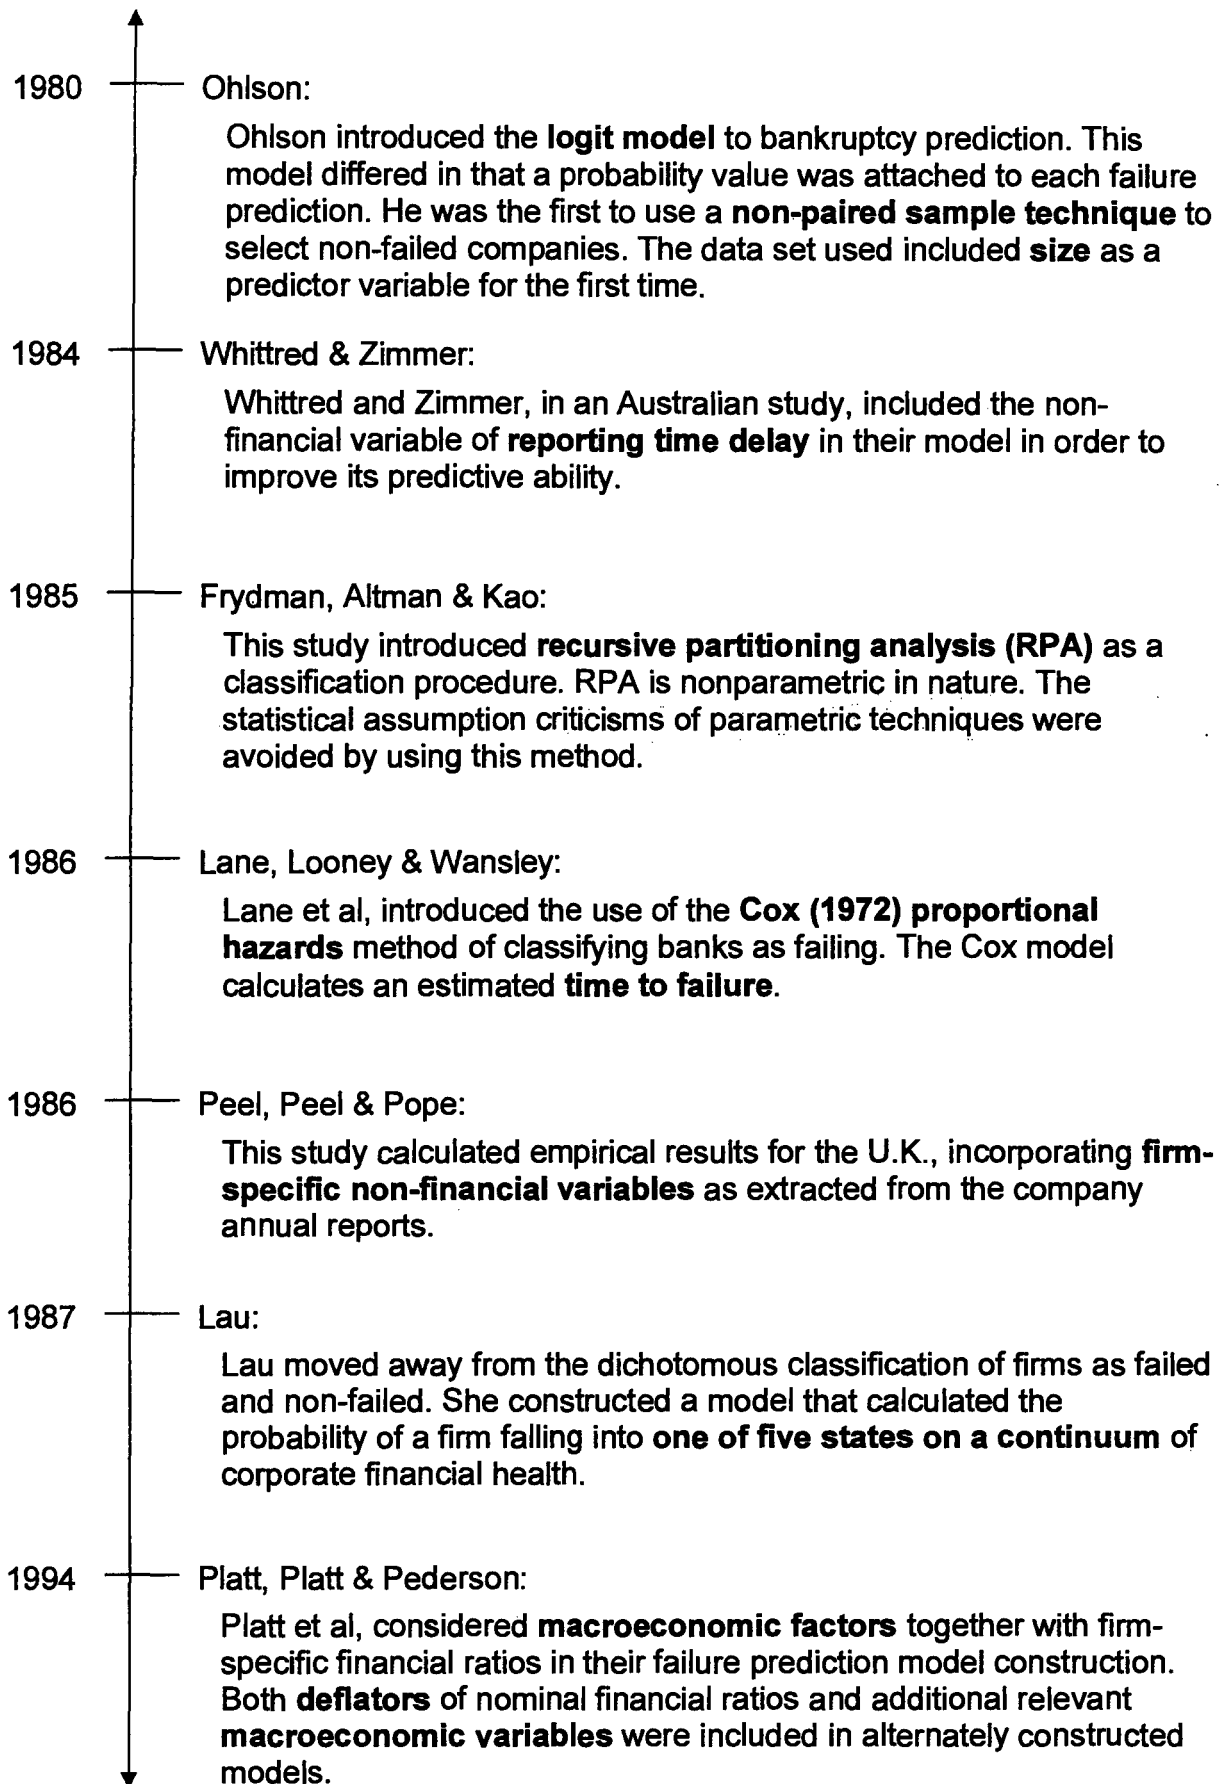 1980 Ohlson:
Ohlson introduced the logit model to bankruptcy prediction. This
model differed in that a probability value was attached to each failure
prediction. He was the first to use a non-paired sample technique to
select non-failed companies. The data set used included size as a
predictor variable for the first time.
1984 Whittred & Zimmer:
Whittred and Zimmer, in an Australian study, included the non-
financial variable of reporting time delay in their model in order to
improve its predictive ability.
1985 Frydman, Altman & Kao:
This study introduced recursive partitioning analysis (RPA) as a
classification procedure. RPA is nonparametric in nature. The
statistical assumption criticisms of parametric techniques were
avoided by using this method.
1986 Lane, Looney & Wansley:
Lane et al, introduced the use of the Cox (1972) proportional
hazards method of classifying banks as failing. The Cox model
calculates an estimated time to failure.
1986 Peel, Peel & Pope:
This study calculated empirical results for the U.K., incorporating firm-
specific non-financial variables as extracted from the company
annual reports.
1987 Lau:
Lau moved away from the dichotomous classification of firms as failed
and non-failed. She constructed a model that calculated the
probability of a firm falling into one of five states on a continuum of
corporate financial health.
1994 Platt, Platt & Pederson:
Platt et al, considered macroeconomic factors together with firm-
specific financial ratios in their failure prediction model construction.
Both deflators of nominal financial ratios and additional relevant
macroeconomic variables were included in alternately constructed
models.